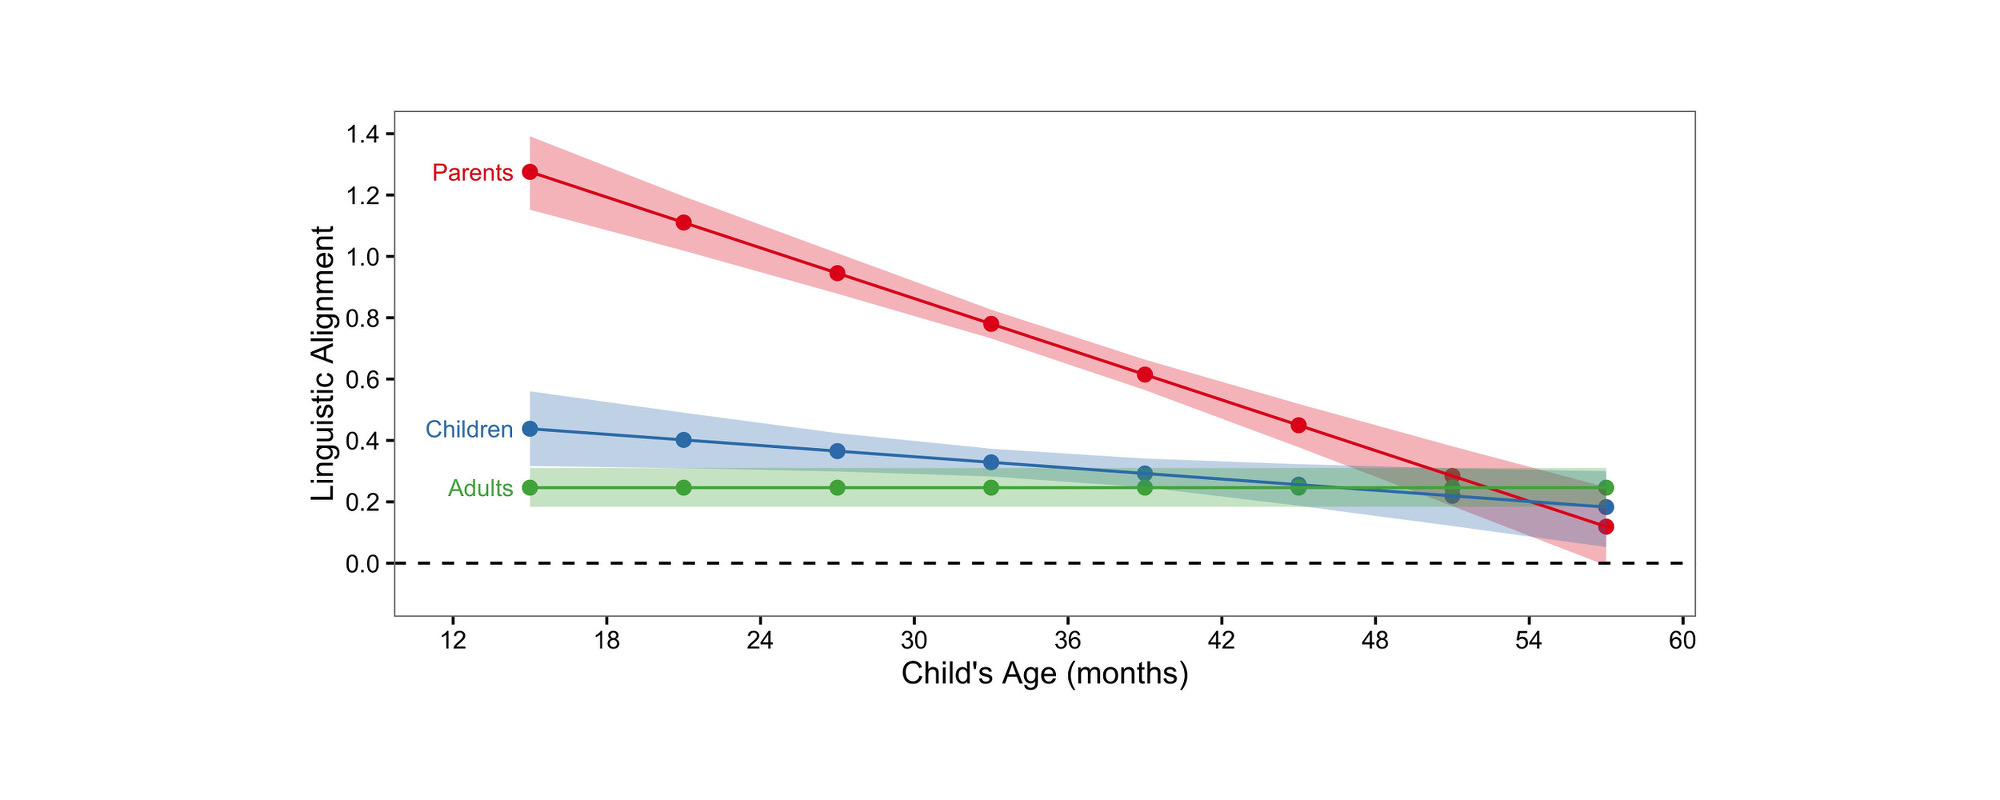 Linguistic Alignment
1.4
1.2
1.0
0.8
0.6
0.4
0.2
0.0
Parents
Children
Adults
12 18 24 30 36 42 48 54 60
Child's Age (months)